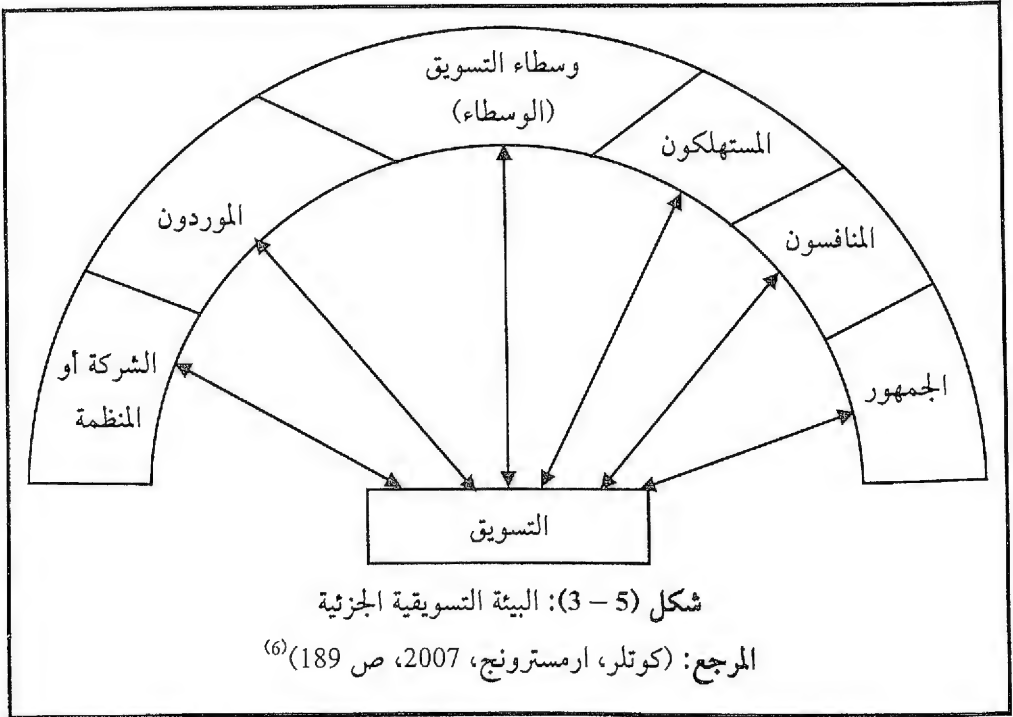 وسطاء التسويق
(الوسطاء)
المستهلكون
المنافسون
الجمهور
الموردون
الشركة أو
المنظمة
التسويق
شكل (5 – 3): البيئة التسويقية الجزئية
المرجع: (كوتلر، ارمسترونج، 2007، ص 189)(6)